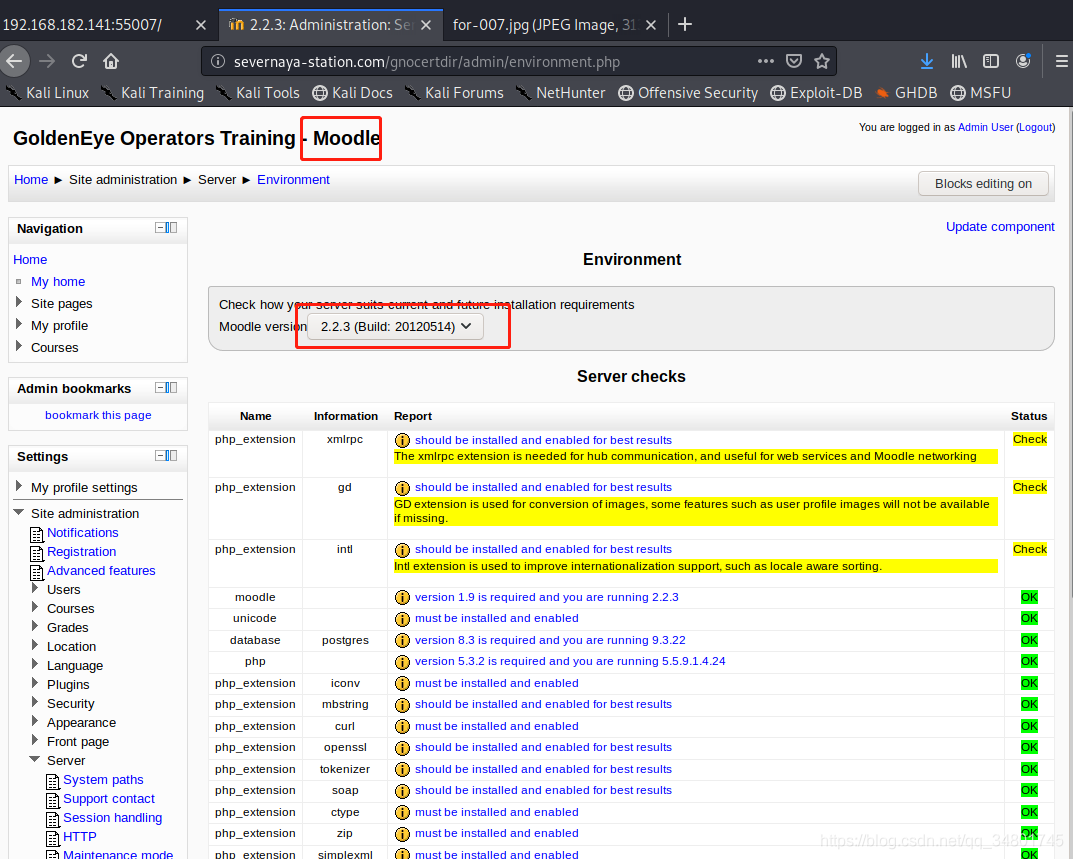 192.168.182.141:55007/
2.2.3: Administration: Se
for-007.jpg (JPEG Image, 31
severnaya-station.com/gnocertdir/admin/environment.php
Kali Linux Kali Training Kali Tools Kali Docs Kali Forums NetHunter Offensive Security Exploit-DB GHDB MSFU
GoldenEye Operators Training - Moodle
You are logged in as Admin User (Logout)
Home ► Site administration ► Server ► Environment
Blocks editing on
Navigation
Home
My home
Site pages
My profile
Courses
Admin bookmarks
bookmark this page
Settings
My profile settings
Site administration
Notifications
Registration
Advanced features
Users
Courses
Grades
Location
Language
Plugins
Security
Appearance
Front page
Server
System paths
Support contact
Session handling
HTTP
Maintenance mode
Update component
Environment
Check how your server suits current and future installation requirements
Moodle version 2.2.3 (Build: 20120514)
Server checks
Name Information Report Status
php_extension xmlrpc should be installed and enabled for best results Check
The xmlrpc extension is needed for hub communication, and useful for web services and Moodle networking
php_extension gd should be installed and enabled for best results Check
GD extension is used for conversion of images, some features such as user profile images will not be available
if missing.
php_extension intl should be installed and enabled for best results Check
Intl extension is used to improve internationalization support, such as locale aware sorting.
moodle version 1.9 is required and you are running 2.2.3 OK
unicode must be installed and enabled OK
database postgres version 8.3 is required and you are running 9.3.22 OK
php version 5.3.2 is required and you are running 5.5.9.1.4.24 OK
php_extension iconv must be installed and enabled OK
php_extension mbstring should be installed and enabled for best results OK
php_extension curl must be installed and enabled OK
php_extension openssl should be installed and enabled for best results OK
php_extension tokenizer should be installed and enabled for best results OK
php_extension soap should be installed and enabled for best results OK
php_extension ctype must be installed and enabled OK
php_extension zip must be installed and enabled OK
php_extension simplexml must be installed and enabled OK